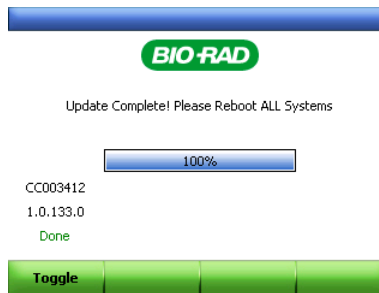 BIO-RAD
Update Complete! Please Reboot ALL Systems
100%
CC003412
1.0.133.0
Done
Toggle